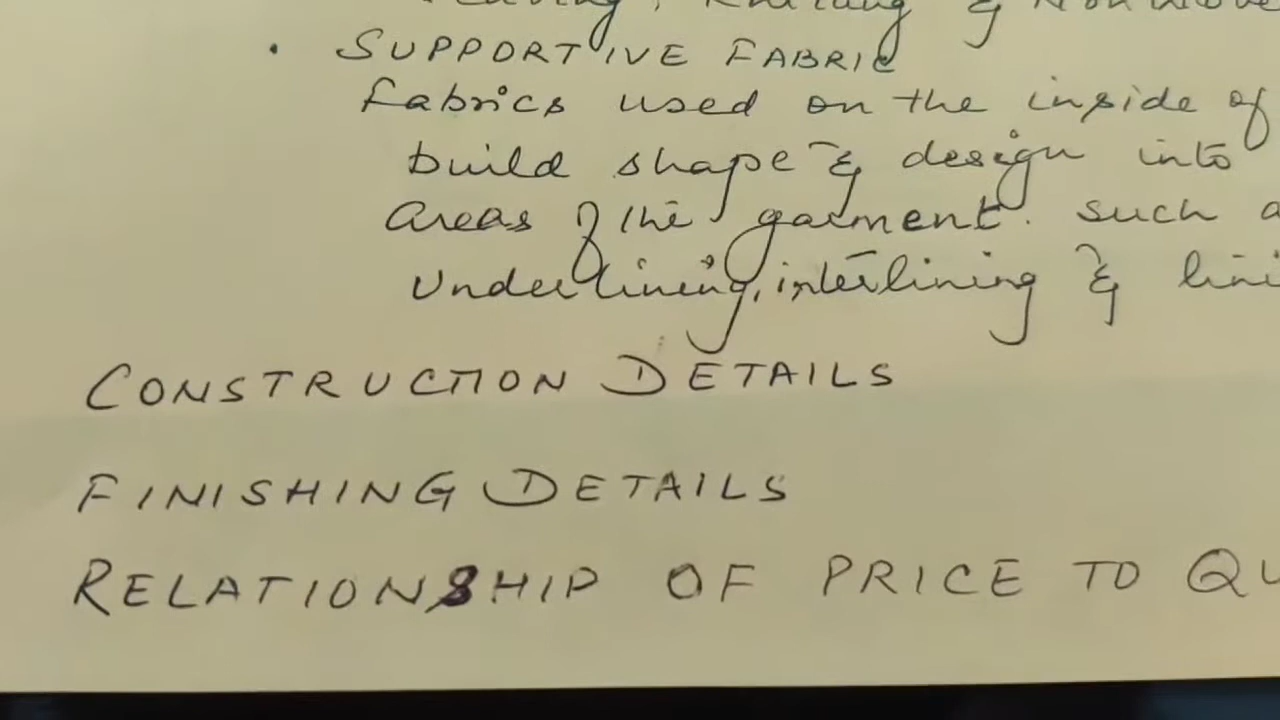 Knitting &
• SUPPORTIVE FABRIC
fabrics used on the inside of
build shape & design into
areas of the garment. such
Underlining, interlining &
CONSTRUCTION DETAILS
FINISHING DETAILS
RELATIONSHIP OF PRICE TO